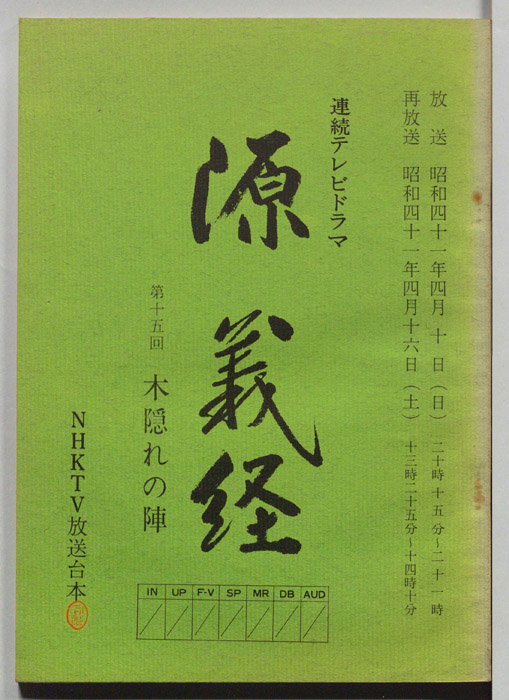 放送 昭和四十一年四月十日(日) 二十時十五分~二十一時
再放送 昭和四十一年四月十六日(土) 十三時二十五分~十四時十分
連続テレビドラマ
源義経
第十五回 木隠れの陣
NHKTV放送台本
IN UP F-V SP MR DB AUD